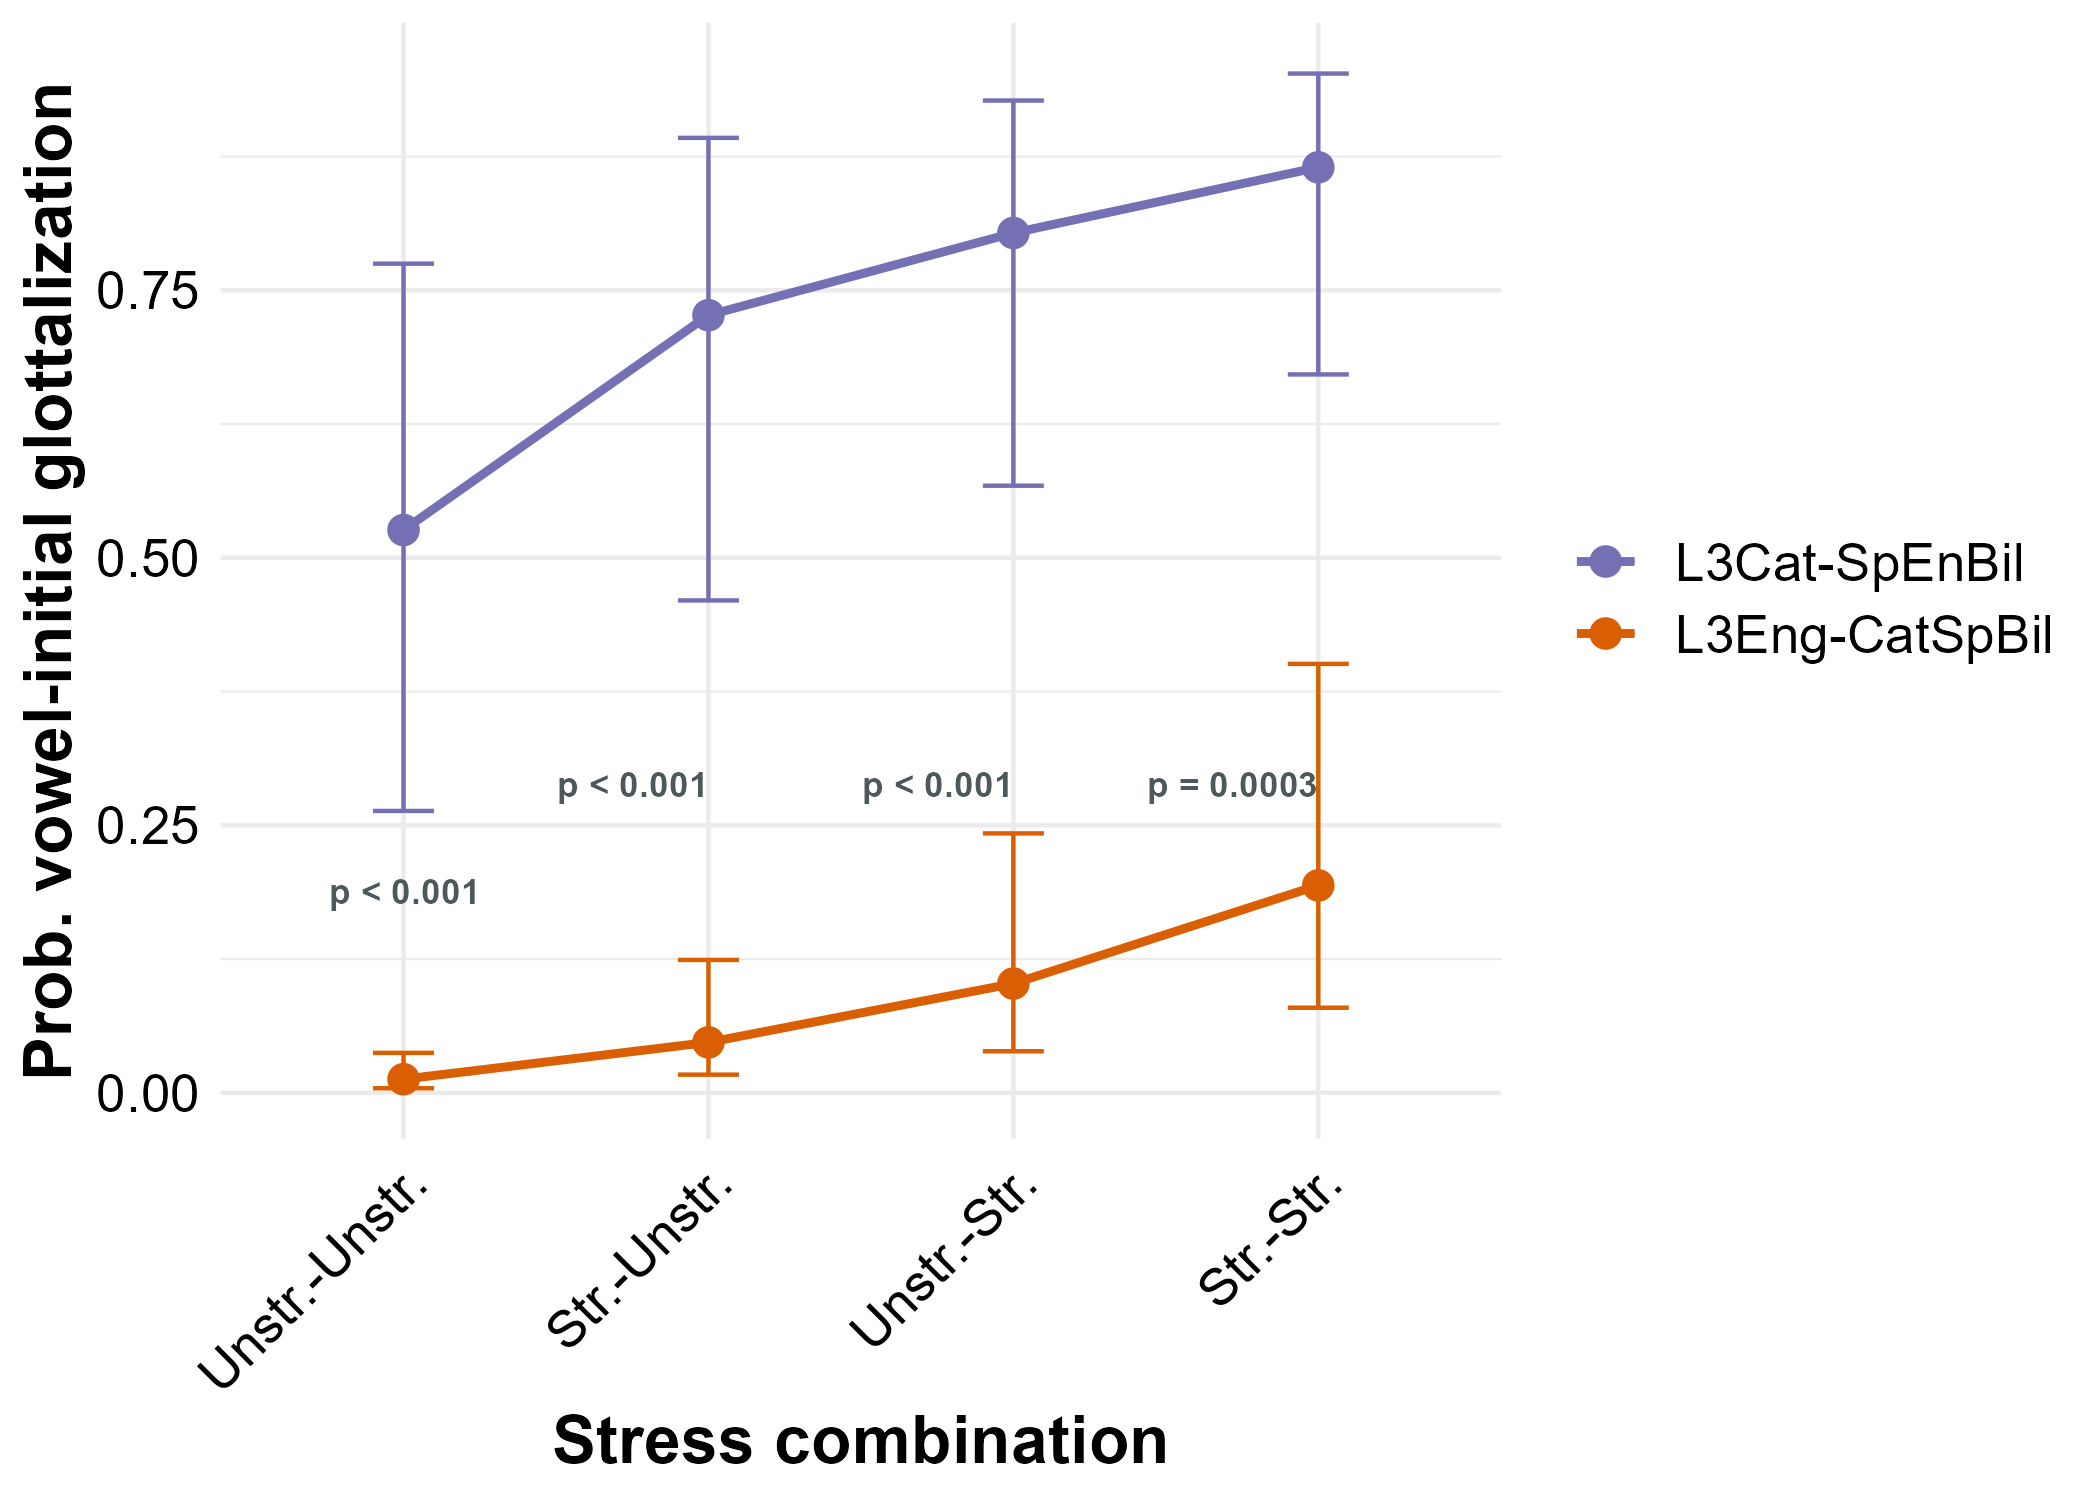 Prob. vowel-initial glottalization
0.75
0.50
0.25
0.00
p < 0.001
p < 0.001
p < 0.001
p = 0.0003
Unstr.-Unstr.
Str.-Unstr.
Unstr.-Str.
Str.-Str.
Stress combination
L3Cat-SpEnBil
L3Eng-CatSpBil